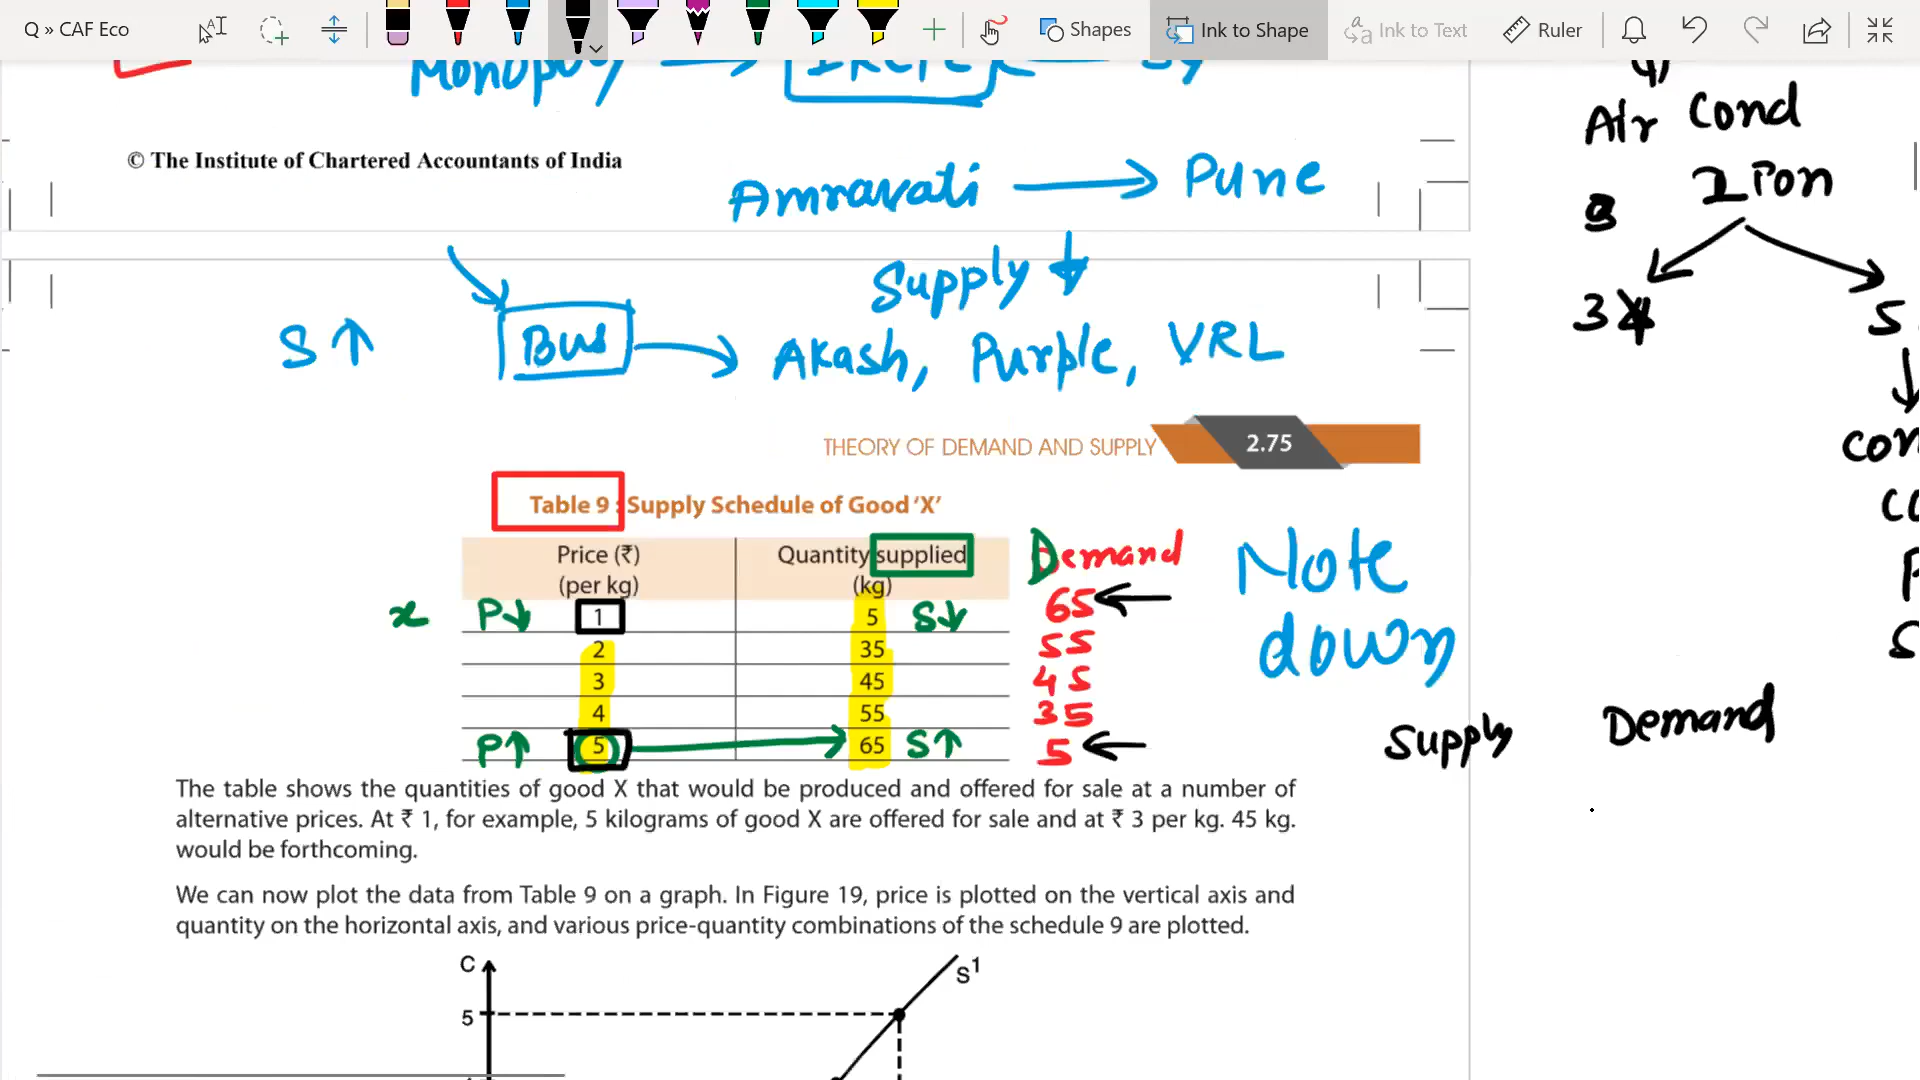 Q » CAF Eco
Shapes
Ink to Shape
Ink to Text
Ruler
Monopoly
© The Institute of Chartered Accountants of India
Amravati → Pune
Supply ↓
S ↑
Bus
Akash, Purple, VRL
THEORY OF DEMAND AND SUPPLY 2.75
Table 9 : Supply Schedule of Good ‘X’
Price (₹) Quantity supplied Demand
(per kg) (kg)
x P↓ 1 5 S↓ 65
2 35 55
3 45 45
4 55 35
P↑ 5 65 S↑ 5
Note
down
The table shows the quantities of good X that would be produced and offered for sale at a number of
alternative prices. At ₹ 1, for example, 5 kilograms of good X are offered for sale and at ₹ 3 per kg. 45 kg.
would be forthcoming.
We can now plot the data from Table 9 on a graph. In Figure 19, price is plotted on the vertical axis and
quantity on the horizontal axis, and various price-quantity combinations of the schedule 9 are plotted.
C
S1
5
Air Cond
3
5
Supply Demand